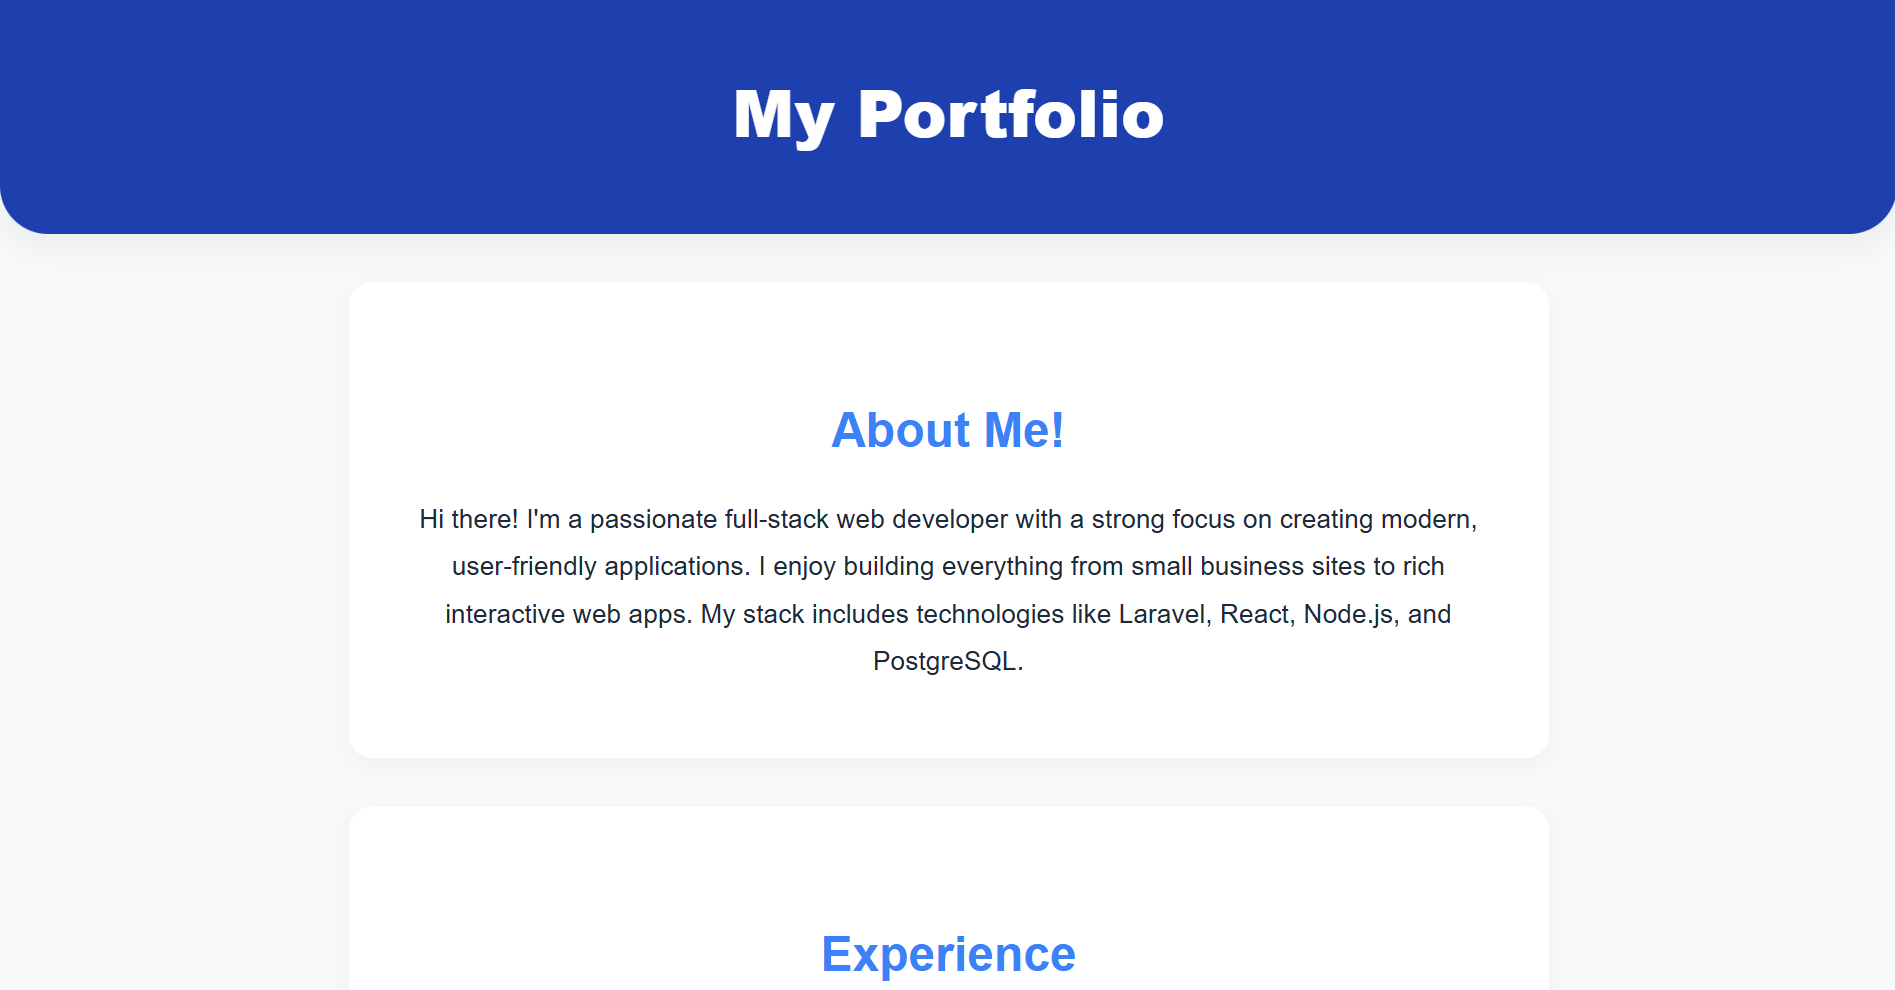 My Portfolio
About Me!
Hi there! I'm a passionate full-stack web developer with a strong focus on creating modern,
user-friendly applications. I enjoy building everything from small business sites to rich
interactive web apps. My stack includes technologies like Laravel, React, Node.js, and
PostgreSQL.
Experience